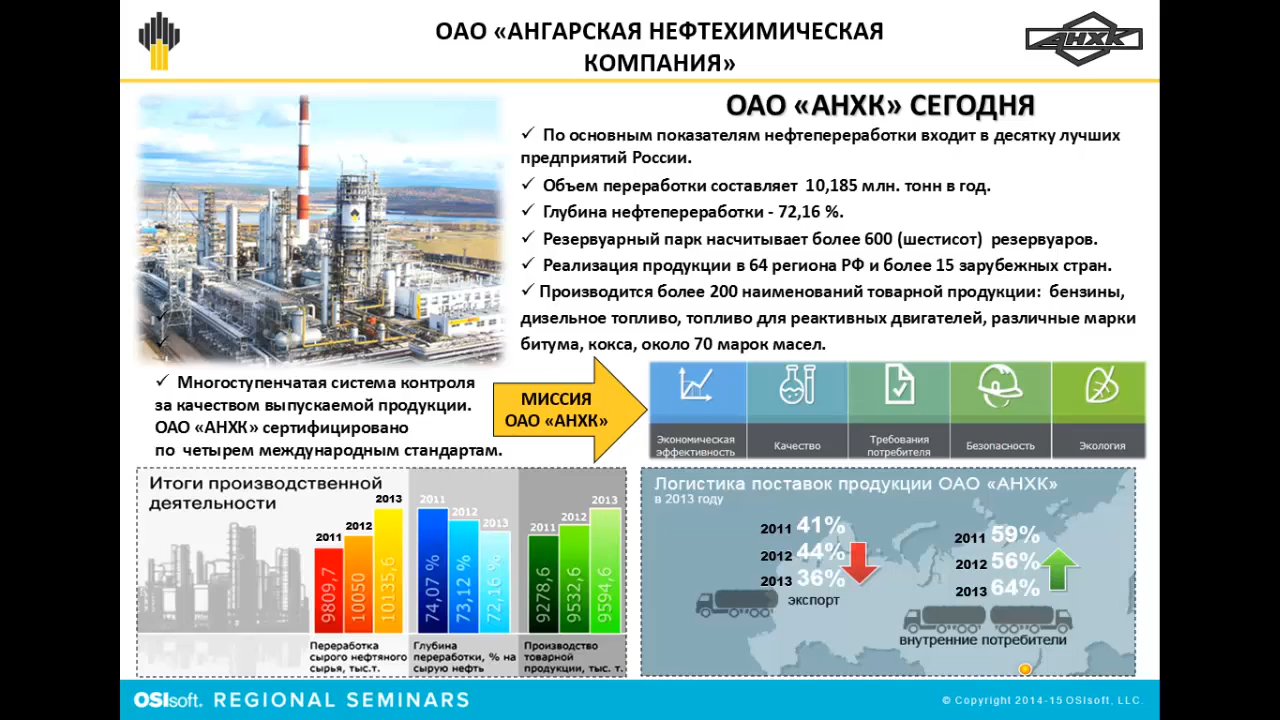 ОАО «АНГАРСКАЯ НЕФТЕХИМИЧЕСКАЯ
КОМПАНИЯ»
АНХК
ОАО «АНХК» СЕГОДНЯ
✓ По основным показателям нефтепереработки входит в десятку лучших
предприятий России.
✓ Объем переработки составляет 10,185 млн. тонн в год.
✓ Глубина нефтепереработки - 72,16 %.
✓ Резервуарный парк насчитывает более 600 (шестисот) резервуаров.
✓ Реализация продукции в 64 региона РФ и более 15 зарубежных стран.
✓ Производится более 200 наименований товарной продукции: бензины,
дизельное топливо, топливо для реактивных двигателей, различные марки
битума, кокса, около 70 марок масел.
✓ Многоступенчатая система контроля
за качеством выпускаемой продукции.
ОАО «АНХК» сертифицировано
по четырем международным стандартам.
МИССИЯ
ОАО «АНХК»
Экономическая
эффективность
Качество
Требования
потребителя
Безопасность
Экология
Итоги производственной
деятельности
2011
2012
2013
9809,7
10050
10135,6
Переработка
сырого нефтяного
сырья, тыс.т.
2011
2012
2013
74,07 %
73,12 %
72,16 %
Глубина
переработки, % на
сырую нефть
2011
2012
2013
9278,6
9532,6
9594,6
Производство
товарной
продукции, тыс. т.
Логистика поставок продукции ОАО «АНХК»
в 2013 году
2011 41%
2012 44%
2013 36%
экспорт
2011 59%
2012 56%
2013 64%
внутренние потребители
OSIsoft. REGIONAL SEMINARS
© Copyright 2014-15 OSIsoft, LLC.